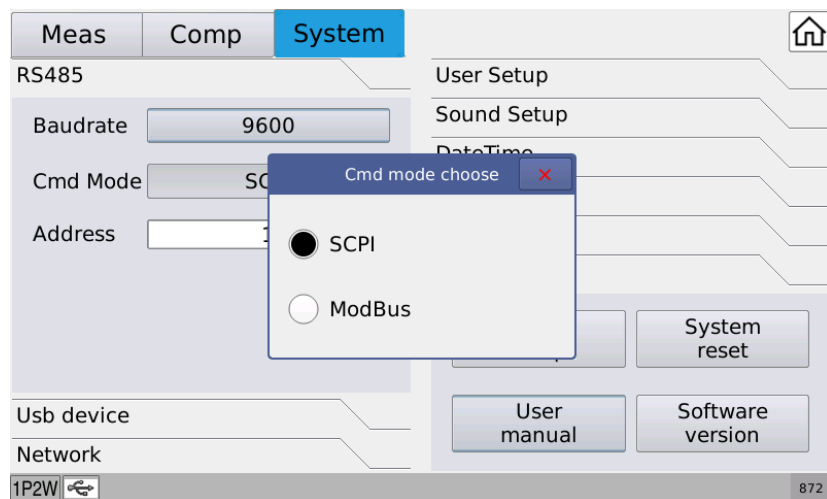 Meas
Comp
System
RS485
Baudrate
9600
Cmd Mode
Address
Usb device
Network
Cmd mode choose
SCPI
ModBus
User Setup
Sound Setup
DateTime
System
reset
User
manual
Software
version
1P2W
872